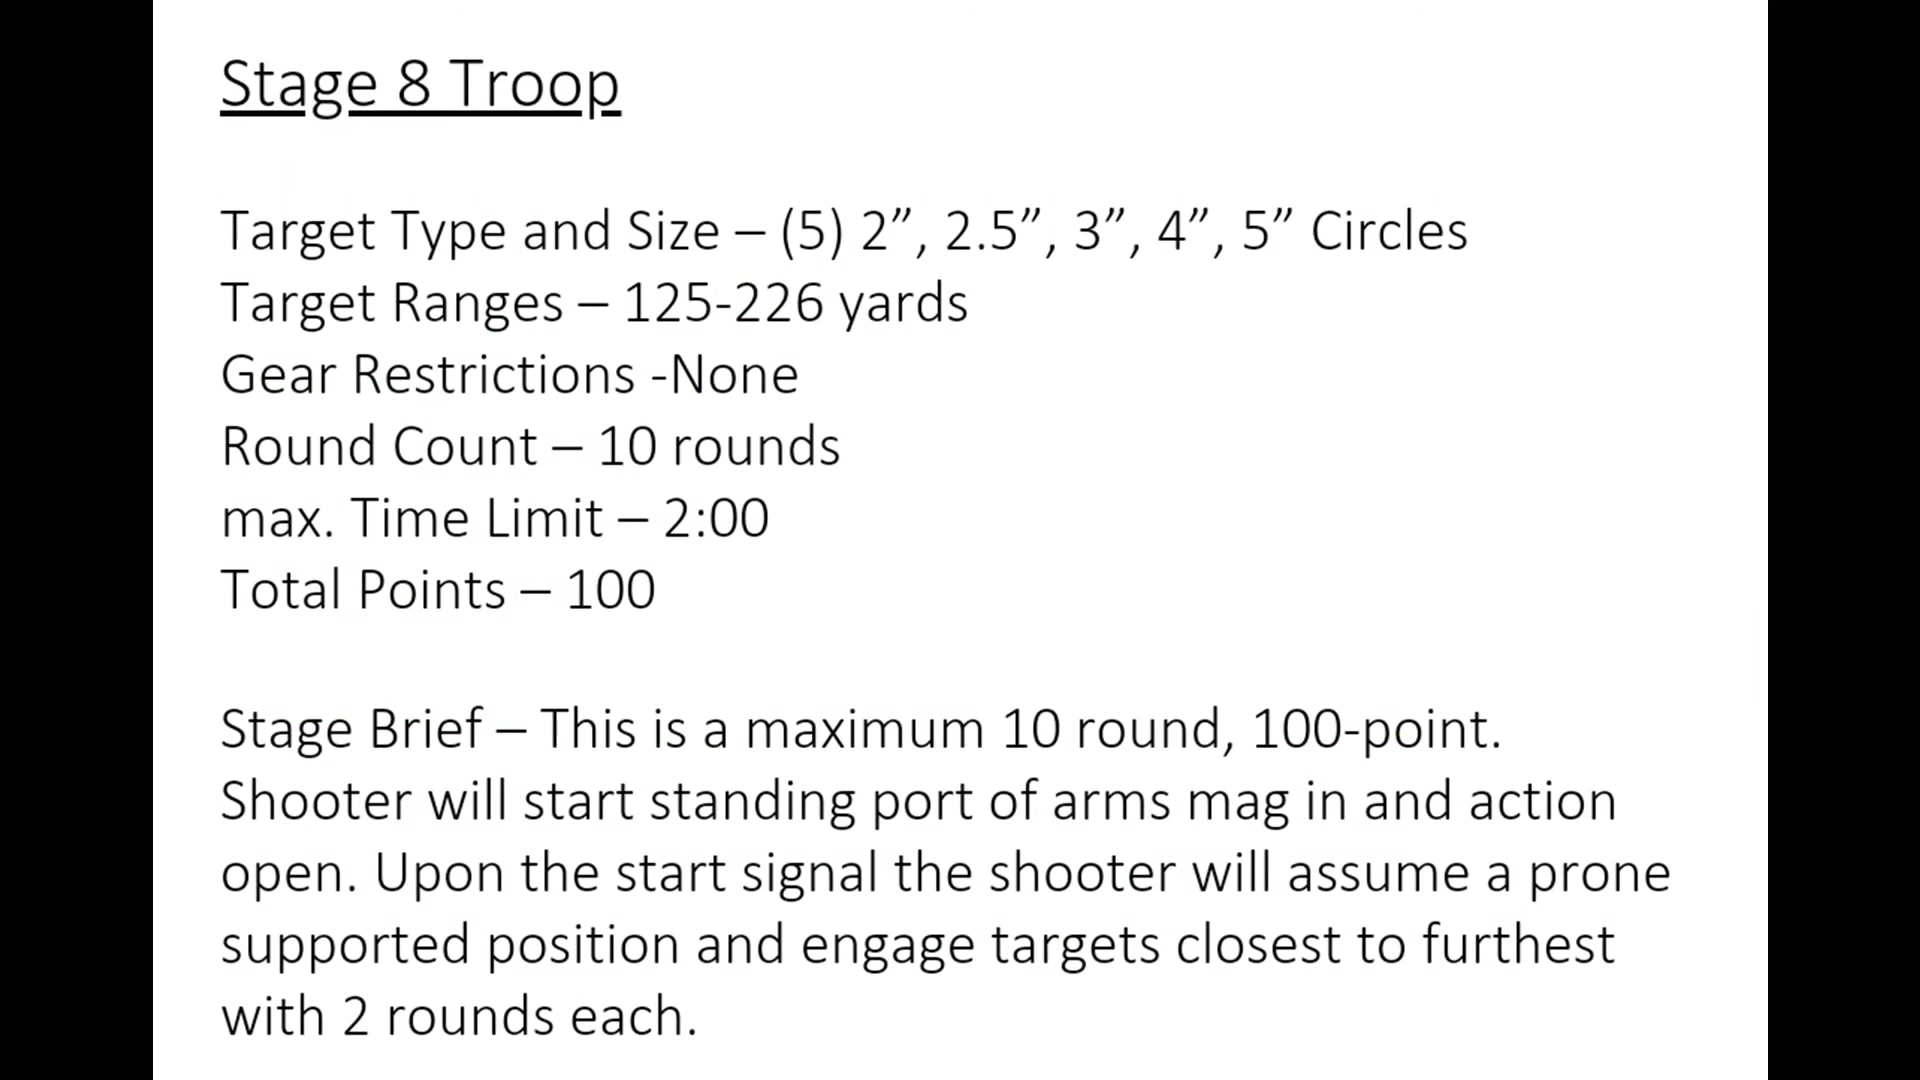 Stage 8 Troop
Target Type and Size – (5) 2”, 2.5”, 3”, 4”, 5” Circles
Target Ranges – 125-226 yards
Gear Restrictions -None
Round Count – 10 rounds
max. Time Limit – 2:00
Total Points – 100
Stage Brief – This is a maximum 10 round, 100-point.
Shooter will start standing port of arms mag in and action
open. Upon the start signal the shooter will assume a prone
supported position and engage targets closest to furthest
with 2 rounds each.